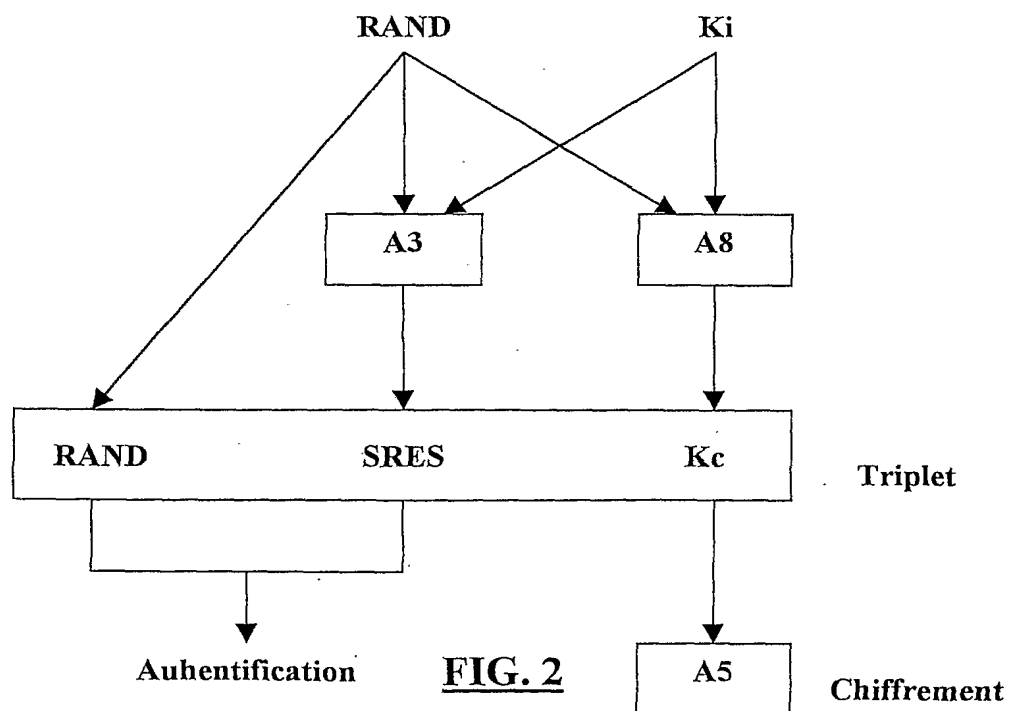 RAND Ki
A3 A8
RAND SRES Kc
Triplet
Auhentification FIG. 2 A5
Chiffrement